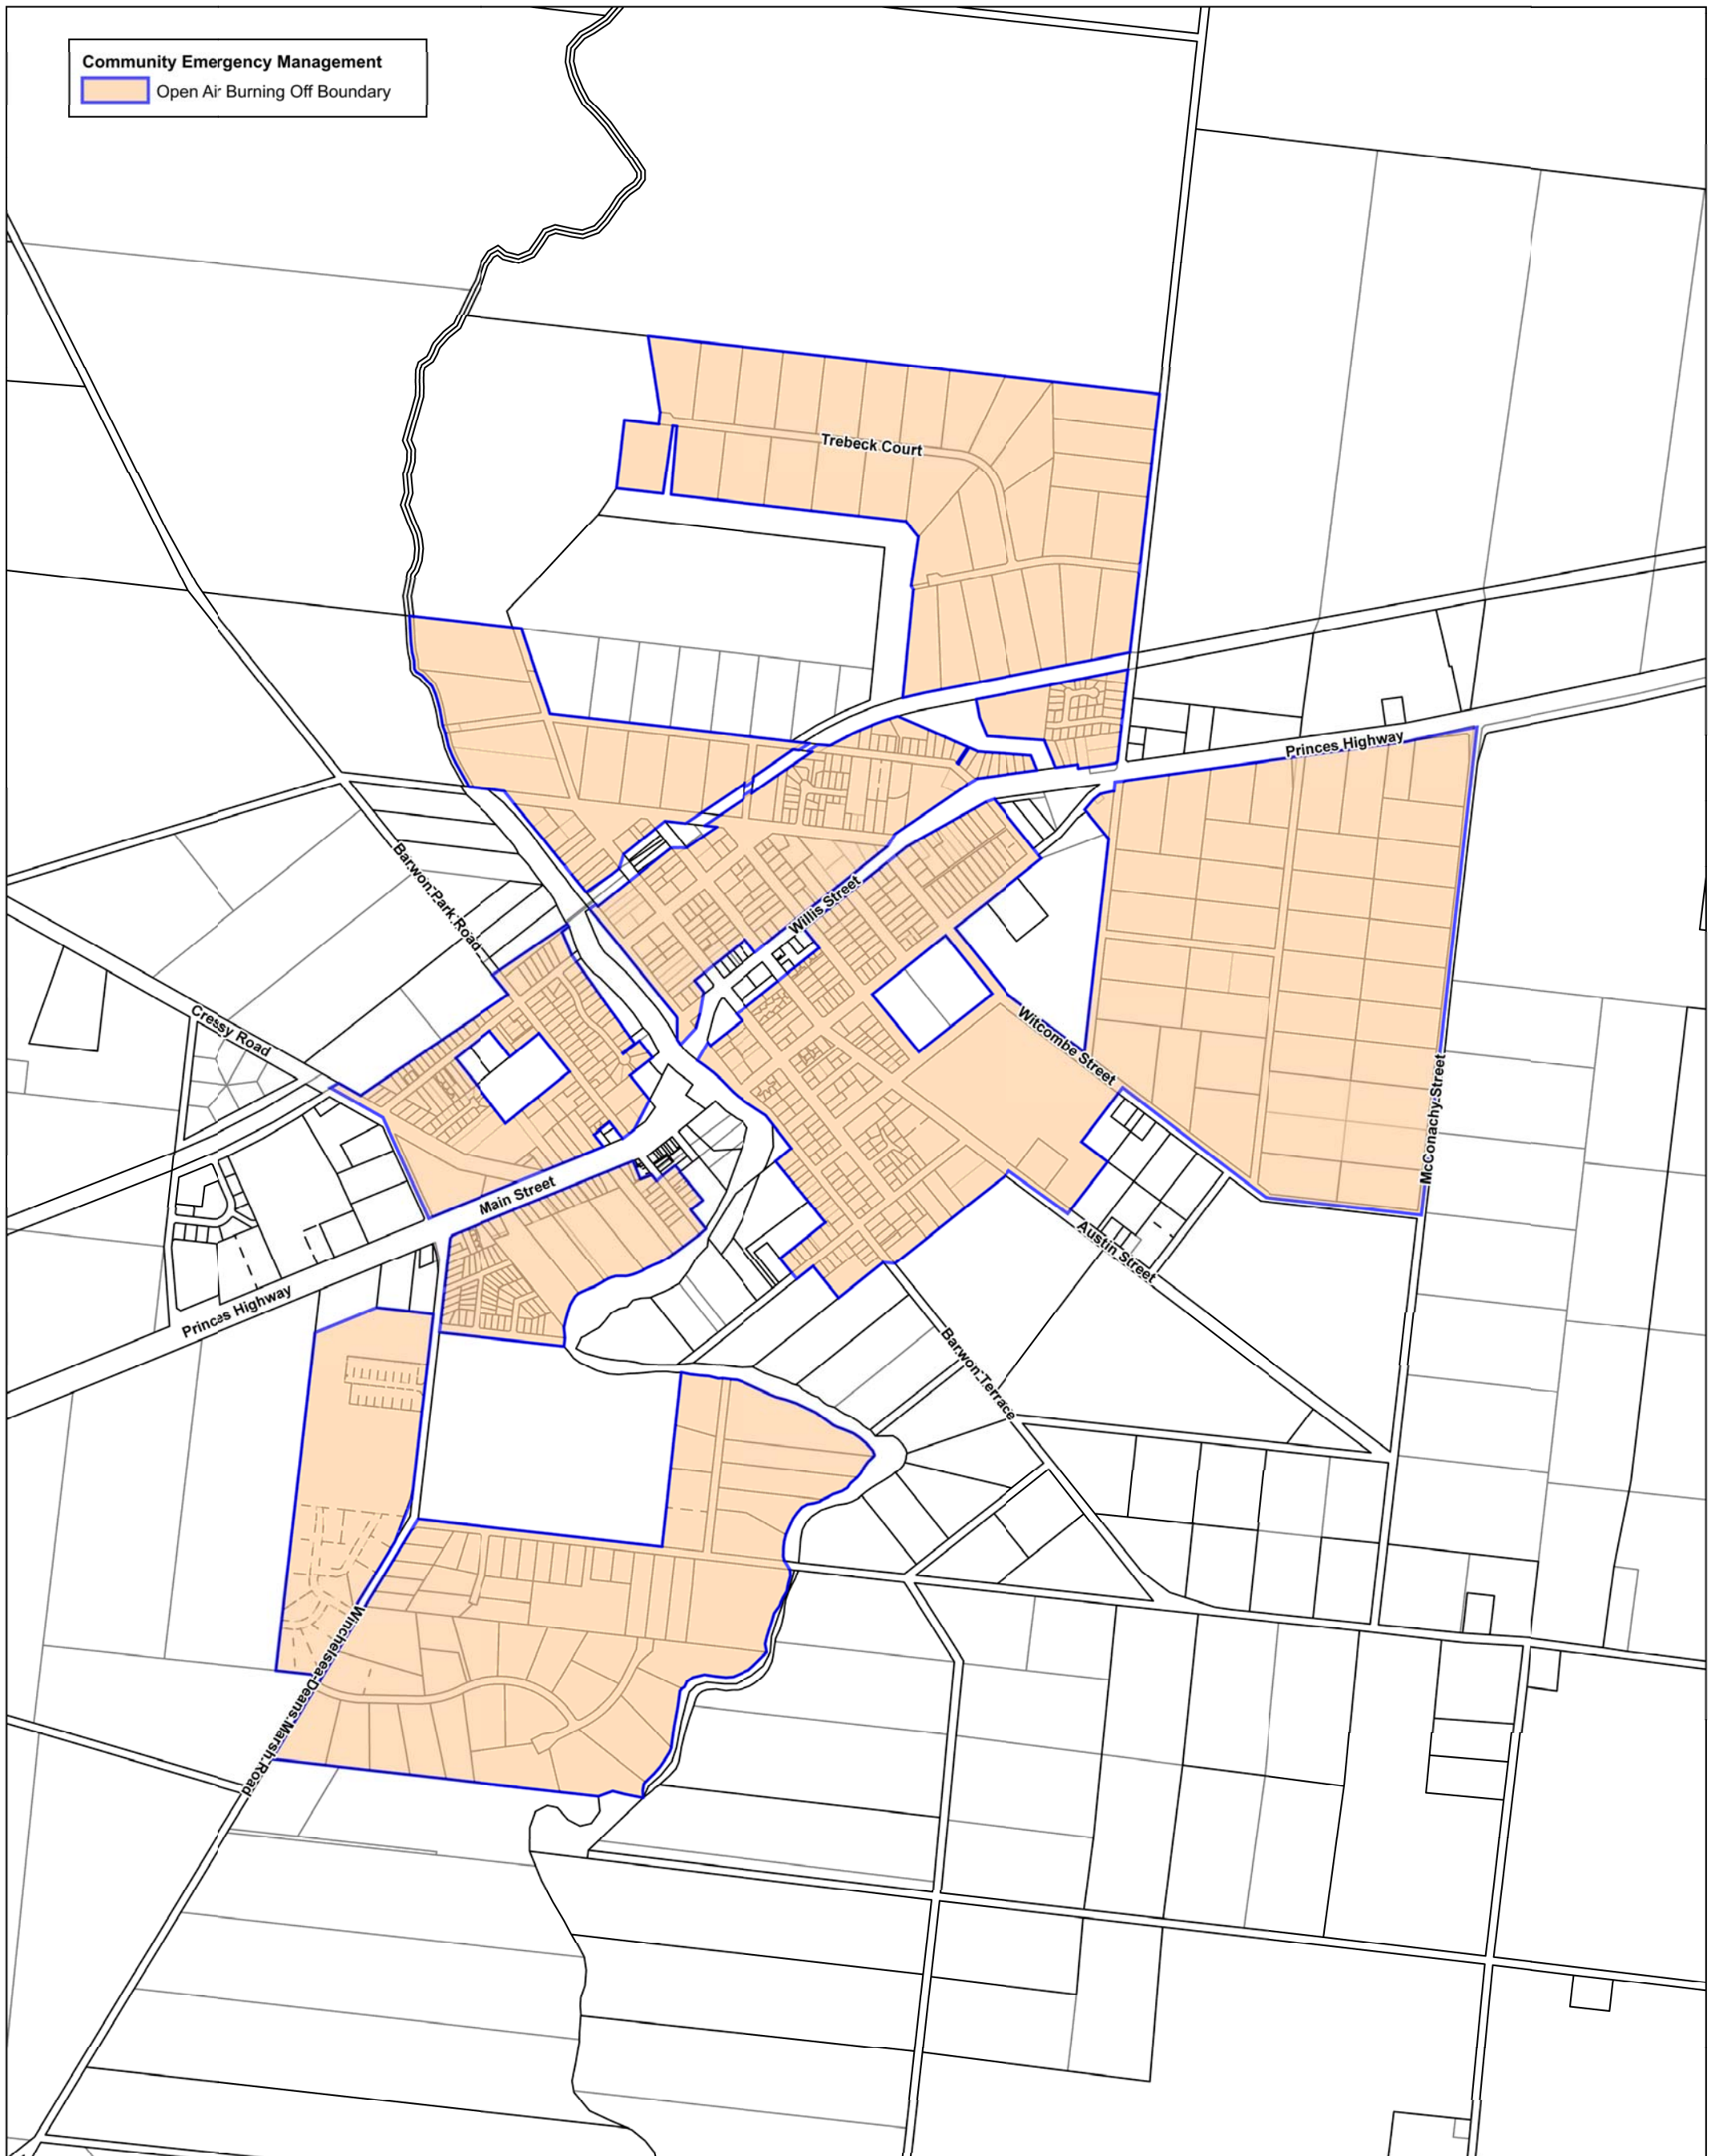 Community Emergency Management
Open Air Burning Off Boundary
Trebeck Court
Princes Highway
Barwon Park Road
Willis Street
Cressy Road
Witcombe Street
McConachy Street
Main Street
Austin Street
Princes Highway
Barwon Terrace
Winchelsea-Deans Marsh Road